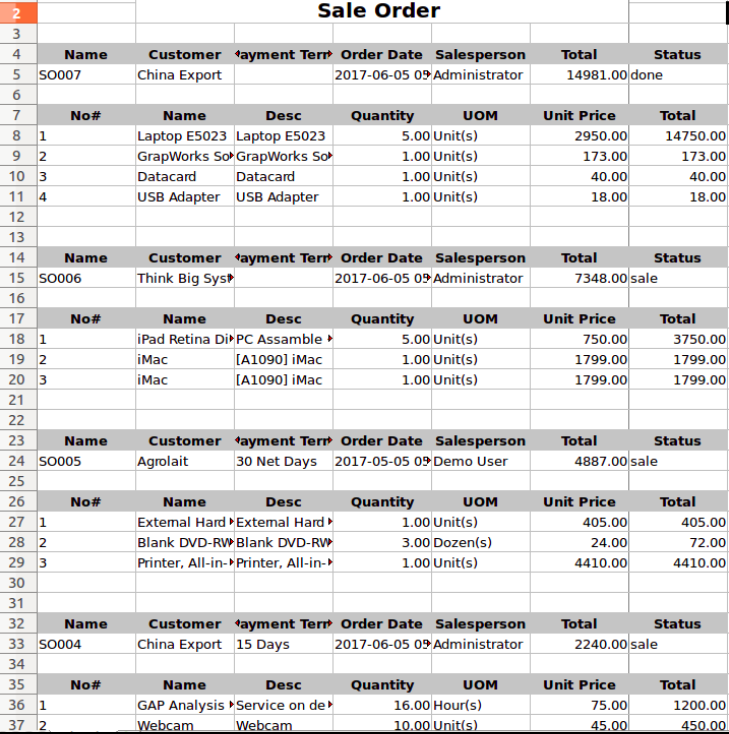 2 Sale Order
3
4 Name Customer ayment Terr Order Date Salesperson Total Status
5 SO007 China Export 2017-06-05 05 Administrator 14981.00 done
6
7 No# Name Desc Quantity UOM Unit Price Total
8 1 Laptop E5023 Laptop E5023 5.00 Unit(s) 2950.00 14750.00
9 2 GrapWorks So GrapWorks So 1.00 Unit(s) 173.00 173.00
10 3 Datacard Datacard 1.00 Unit(s) 40.00 40.00
11 4 USB Adapter USB Adapter 1.00 Unit(s) 18.00 18.00
12
13
14 Name Customer ayment Terr Order Date Salesperson Total Status
15 SO006 Think Big Syst 2017-06-05 05 Administrator 7348.00 sale
16
17 No# Name Desc Quantity UOM Unit Price Total
18 1 iPad Retina Di PC Assamble 5.00 Unit(s) 750.00 3750.00
19 2 iMac [A1090] iMac 1.00 Unit(s) 1799.00 1799.00
20 3 iMac [A1090] iMac 1.00 Unit(s) 1799.00 1799.00
21
22
23 Name Customer ayment Terr Order Date Salesperson Total Status
24 SO005 Agrolait 30 Net Days 2017-05-05 05 Demo User 4887.00 sale
25
26 No# Name Desc Quantity UOM Unit Price Total
27 1 External Hard External Hard 1.00 Unit(s) 405.00 405.00
28 2 Blank DVD-RW Blank DVD-RW 3.00 Dozen(s) 24.00 72.00
29 3 Printer, All-in- Printer, All-in- 1.00 Unit(s) 4410.00 4410.00
30
31
32 Name Customer ayment Terr Order Date Salesperson Total Status
33 SO004 China Export 15 Days 2017-06-05 05 Administrator 2240.00 sale
34
35 No# Name Desc Quantity UOM Unit Price Total
36 1 GAP Analysis Service on de 16.00 Hour(s) 75.00 1200.00
37 2 Webcam Webcam 10.00 Unit(s) 45.00 450.00